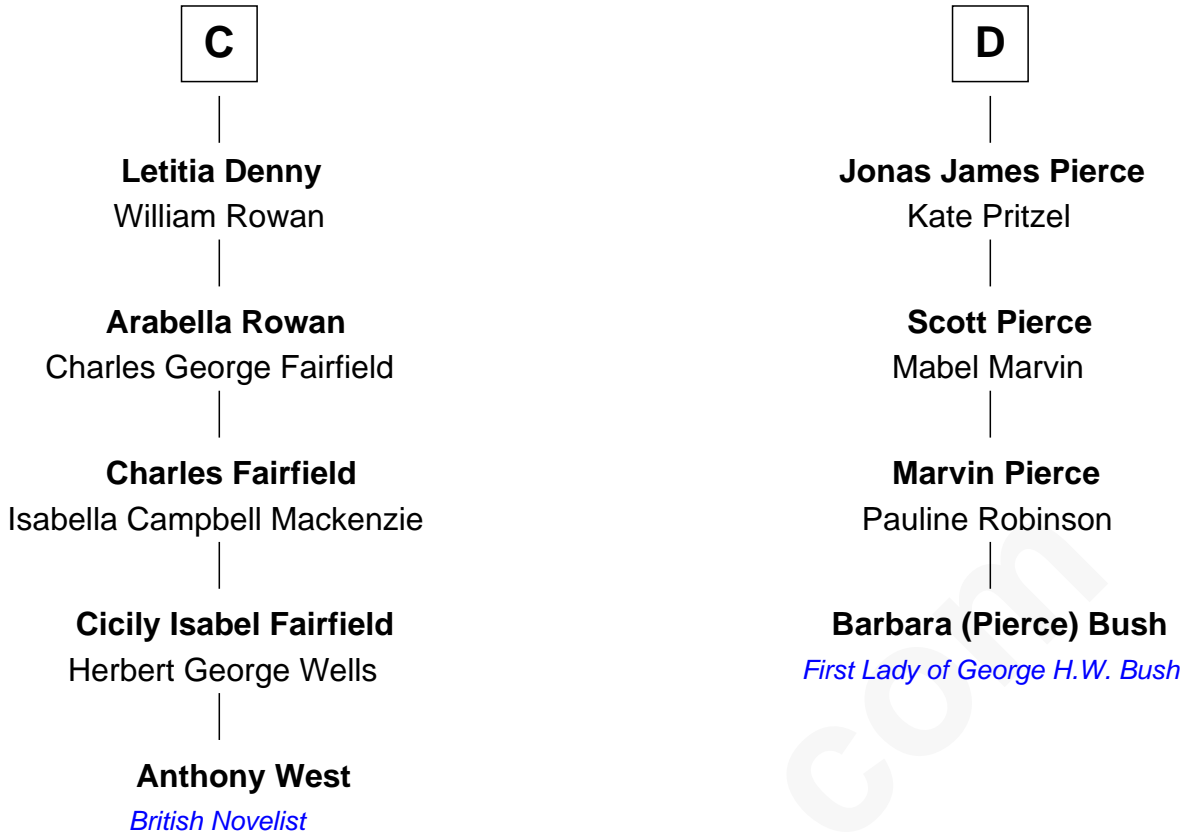 C
Letitia Denny
William Rowan
Arabella Rowan
Charles George Fairfield
Charles Fairfield
Isabella Campbell Mackenzie
Cicily Isabel Fairfield
Herbert George Wells
Anthony West
British Novelist
D
Jonas James Pierce
Kate Pritzel
Scott Pierce
Mabel Marvin
Marvin Pierce
Pauline Robinson
Barbara (Pierce) Bush
First Lady of George H.W. Bush
com